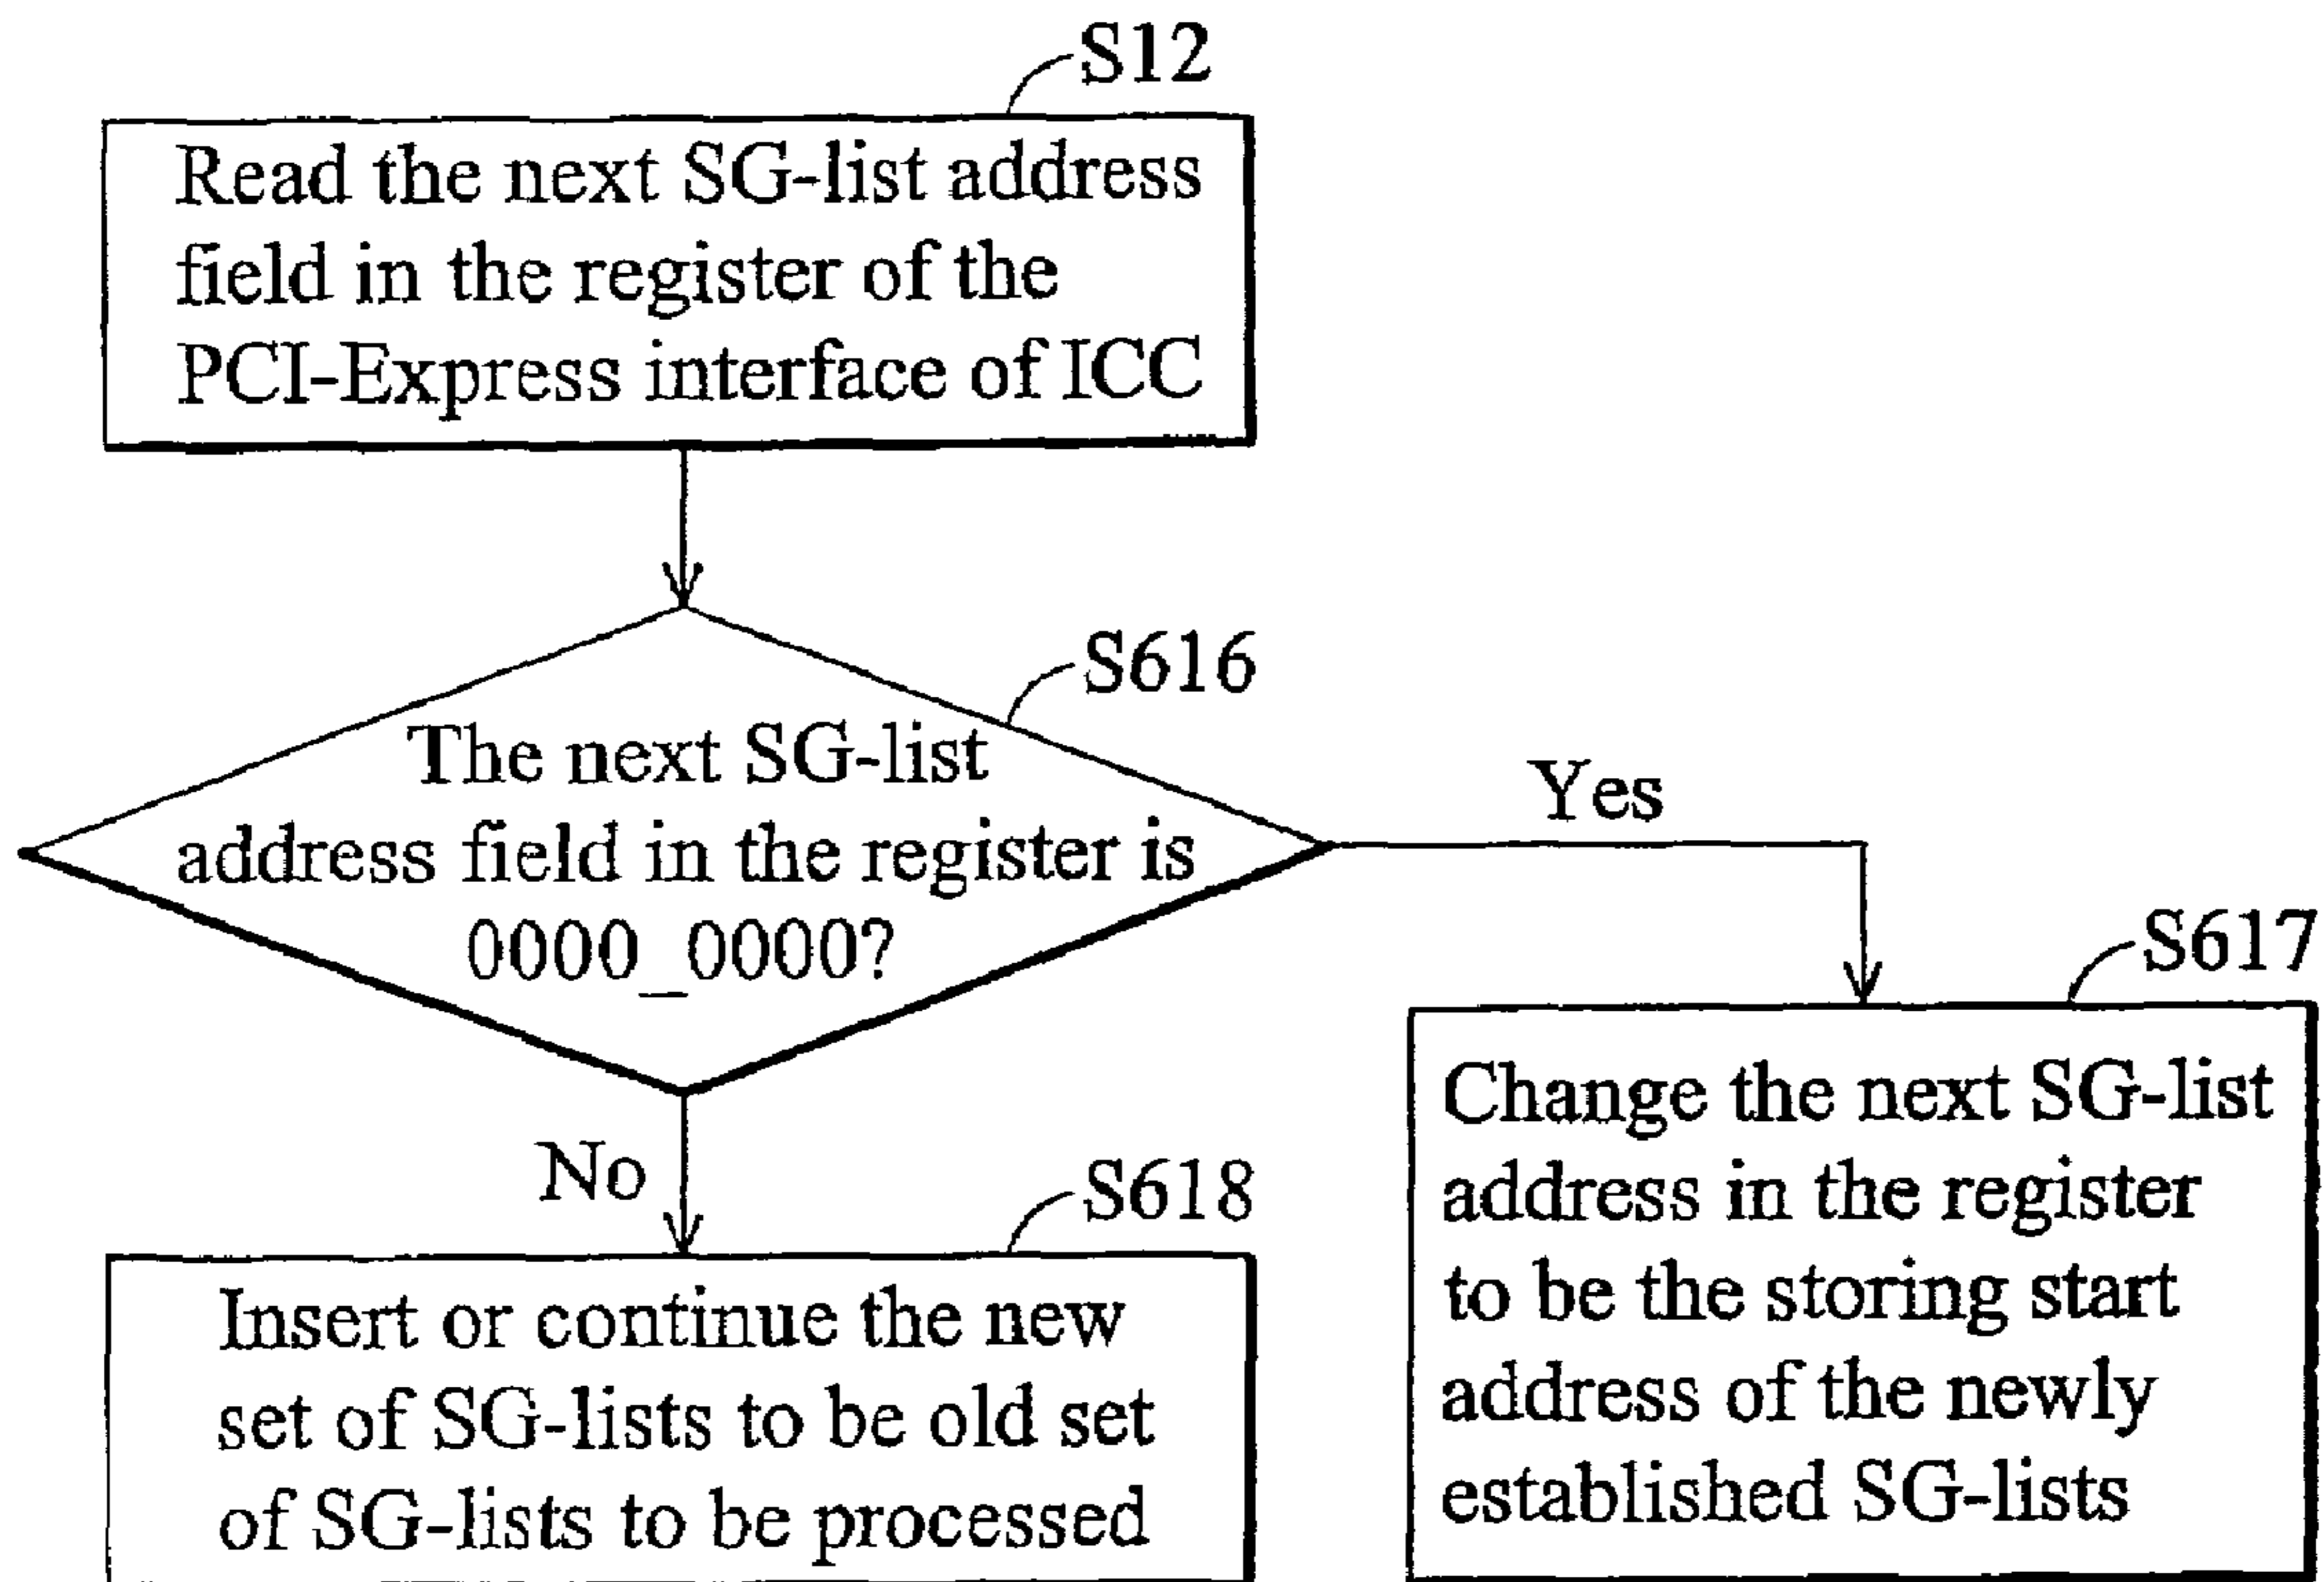 S12
Read the next SG-list address
field in the register of the
PCI-Express interface of ICC
S616
The next SG-list
address field in the register is
0000_0000?
Yes
No
S617
Change the next SG-list
address in the register
to be the storing start
address of the newly
established SG-lists
S618
Insert or continue the new
set of SG-lists to be old set
of SG-lists to be processed